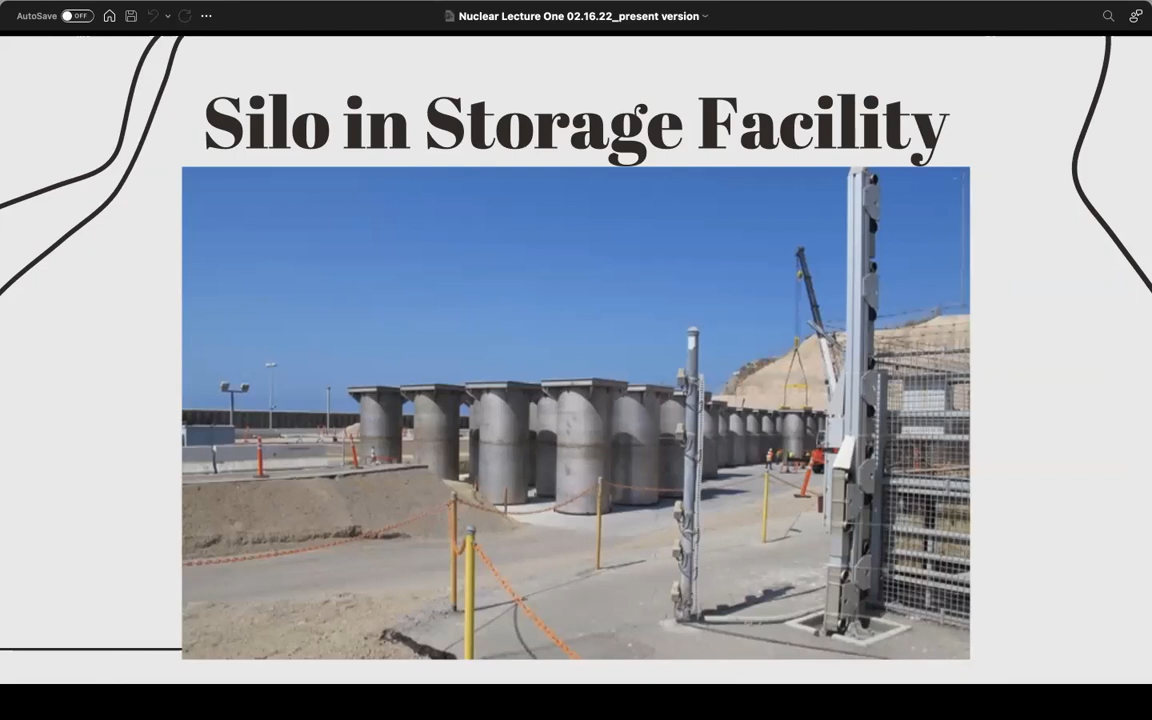 AutoSave OFF
Nuclear Lecture One 02.16.22_present version
Silo in Storage Facility